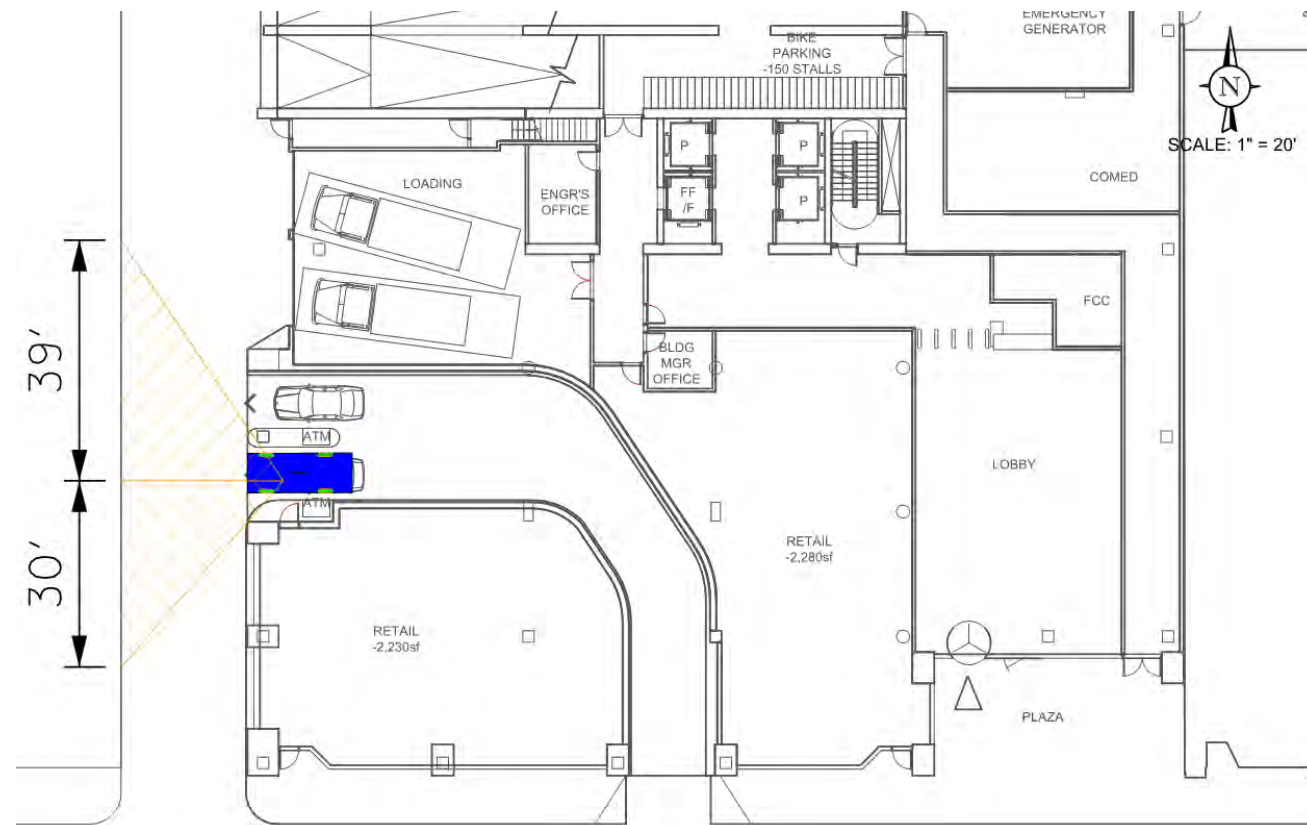 EMERGENCY
GENERATOR
BIKE
PARKING
-150 STALLS
N
SCALE: 1" = 20'
P
P
LOADING
COMED
ENGR'S
OFFICE
FF
/F
P
FCC
39'
BLDG
MGR
OFFICE
ATM
LOBBY
ATM
RETAIL
-2,280sf
30'
RETAIL
-2,230sf
PLAZA